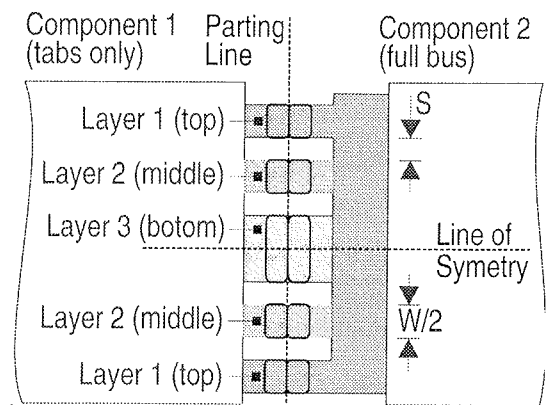 Component 1
(tabs only)
Parting
Line
Component 2
(full bus)
S
Layer 1 (top)
Layer 2 (middle)
Layer 3 (botom)
Line of
Symetry
Layer 2 (middle)
W/2
Layer 1 (top)